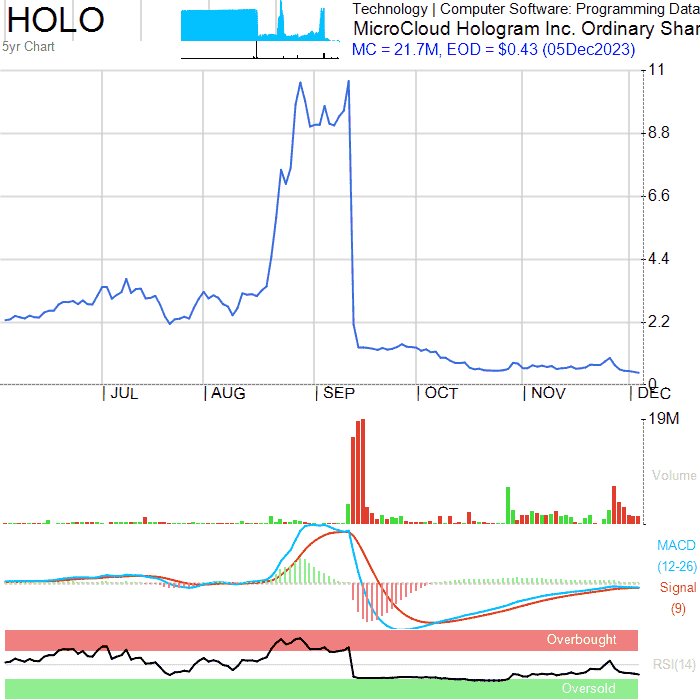 HOLO
5yr Chart
Technology | Computer Software: Programming Data
MicroCloud Hologram Inc. Ordinary Shar
MC = 21.7M, EOD = $0.43 (05Dec2023)
11
8.8
6.6
4.4
2.2
0
JUL
AUG
SEP
OCT
NOV
DEC
19M
Volume
MACD
(12-26)
Signal
(9)
Overbought
RSI(14)
Oversold